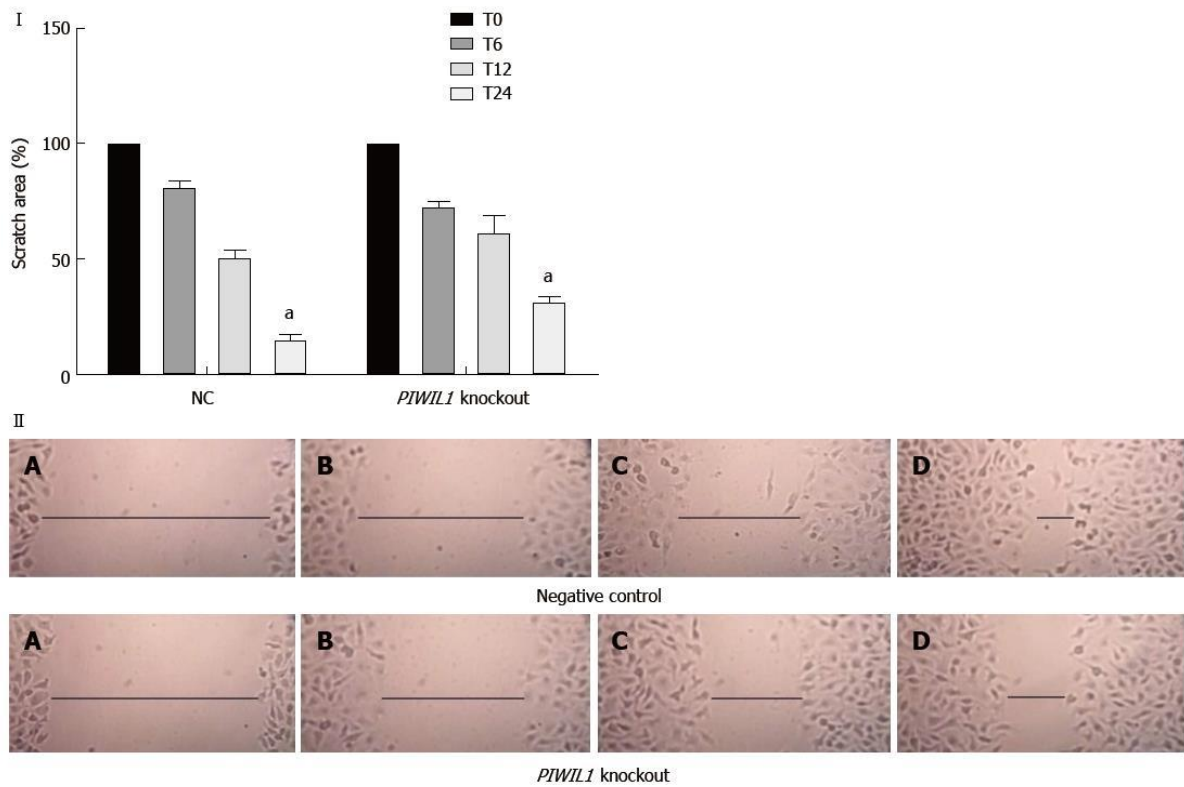 I
150
100
50
0
Scratch area (%)
T0
T6
T12
T24
a
a
NC
PIWIL1 knockout
II
A B C D
Negative control
A B C D
PIWIL1 knockout